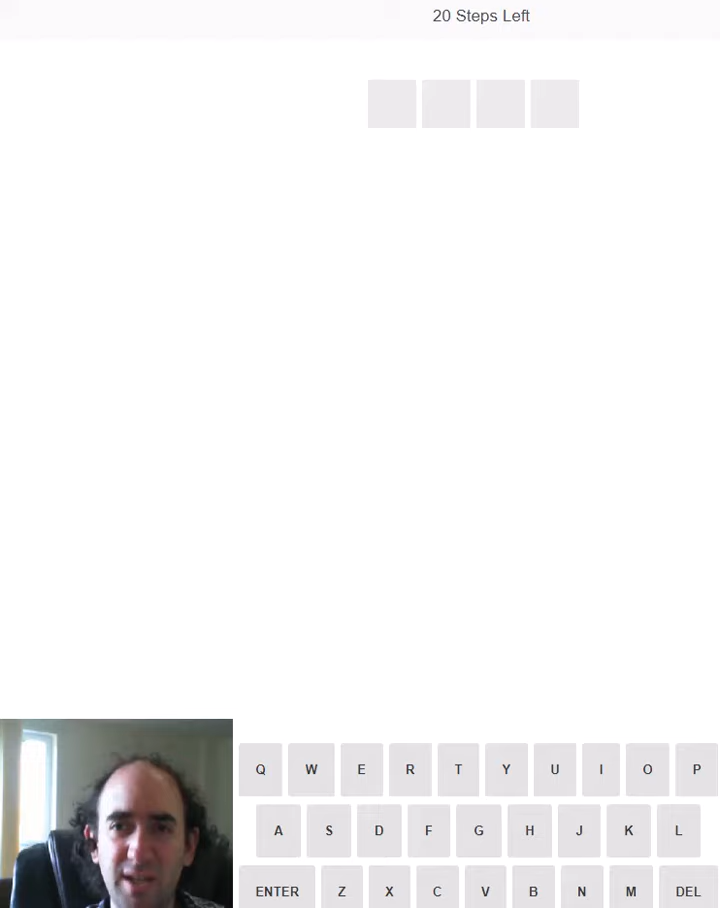 20 Steps Left
Q W E R T Y U I O P
A S D F G H J K L
ENTER Z X C V B N M DEL